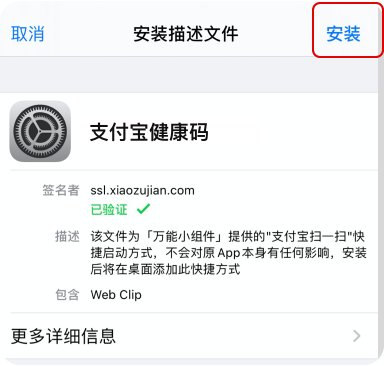 取消 安装描述文件 安装
支付宝健康码
签名者 ssl.xiaozujian.com
已验证
描述 该文件为「万能小组件」提供的"支付宝扫一扫"快
捷启动方式，不会对原App本身有任何影响，安装
后将在桌面添加此快捷方式
包含 Web Clip
更多详细信息